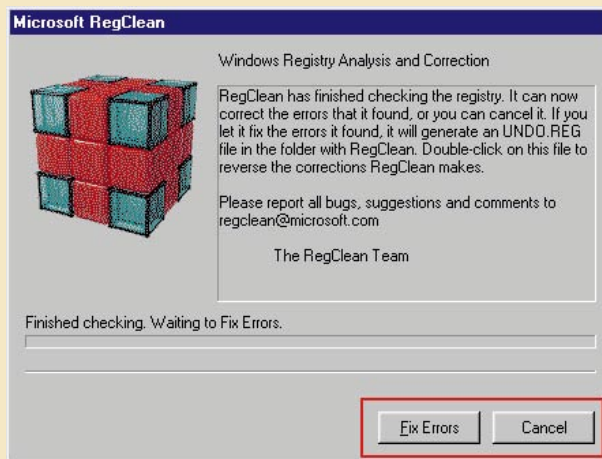 Microsoft RegClean
Windows Registry Analysis and Correction
RegClean has finished checking the registry. It can now
correct the errors that it found, or you can cancel it. If you
let it fix the errors it found, it will generate an UNDO.REG
file in the folder with RegClean. Double-click on this file to
reverse the corrections RegClean makes.
Please report all bugs, suggestions and comments to
regclean@microsoft.com
The RegClean Team
Finished checking. Waiting to Fix Errors.
Fix Errors
Cancel